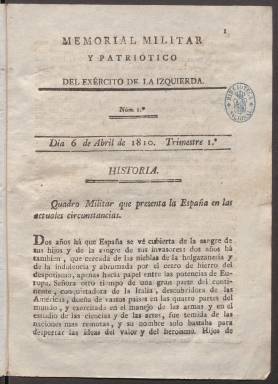 1
MEMORIAL MILITAR
Y PATRIÓTICO
DEL EXÉRCITO DE LA IZQUIERDA.
Núm. 1.º
Dia 6 de Abril de 1810. Trimestre 1.º
HISTORIA.
Quadro Militar que presenta la España en las
actuales circunstancias.
Dos años há que España se vé cubierta de la sangre de
sus hijos y de la sangre de sus invasores: dos años há
tambien, que cercada de las nieblas de la holgazanería y
de la indolencia y abrumada por el cetro de hierro del
despotismo, apenas hacía papel entre las potencias de Eu-
ropa. Señora otro tiempo de una gran parte del conti-
nente, conquistadora de la Italia, descubridora de las
Américas, dueña de vastos paises en las quatro partes del
mundo, y exercitada en el manejo de las armas y en el
estudio de las ciencias y de las artes, fue temida de las
naciones mas remotas, y su nombre solo bastaba para
despertar las ideas del valor y del heroismo. Hijos de
BIBLIOTECA
NACIONAL